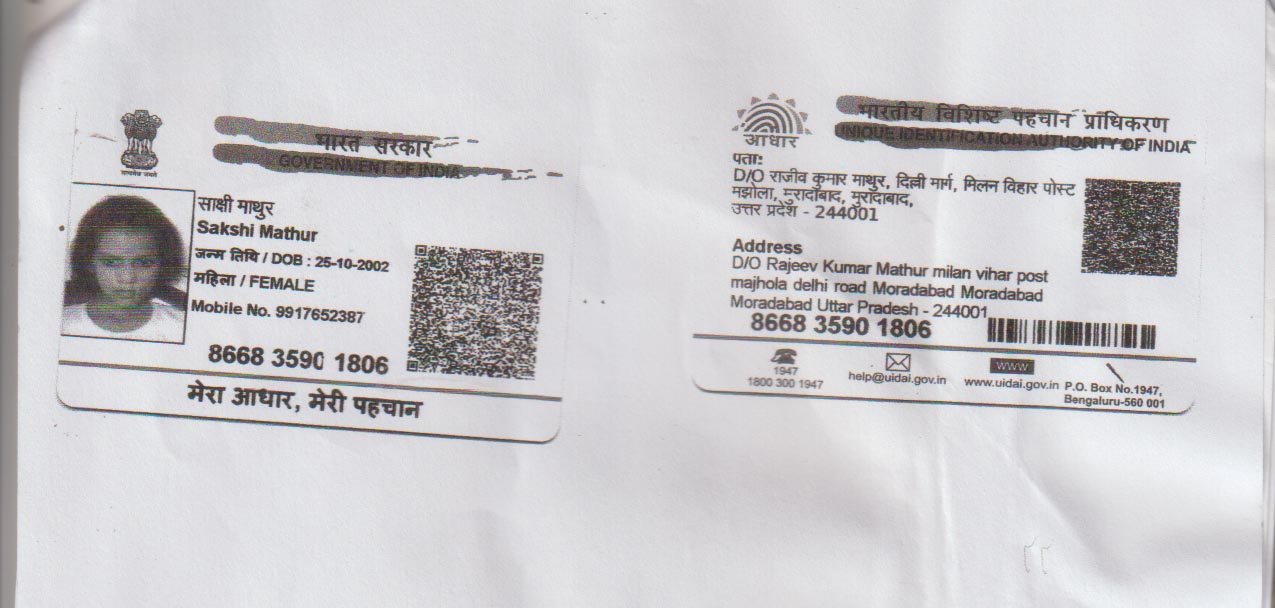 भारत सरकार
GOVERNMENT OF INDIA
सत्यमेव जयते
साक्षी माथुर
Sakshi Mathur
जन्म तिथि / DOB : 25-10-2002
महिला / FEMALE
Mobile No. 9917652387
8668 3590 1806
मेरा आधार, मेरी पहचान
भारतीय विशिष्ट पहचान प्राधिकरण
UNIQUE IDENTIFICATION AUTHORITY OF INDIA
आधार
पता:
D/O राजीव कुमार माथुर, दिल्ली मार्ग, मिलन विहार पोस्ट
मझोला, मुरादाबाद, मुरादाबाद,
उत्तर प्रदेश - 244001
Address
D/O Rajeev Kumar Mathur milan vihar post
majhola delhi road Moradabad Moradabad
Moradabad Uttar Pradesh - 244001
8668 3590 1806
1947
1800 300 1947
help@uidai.gov.in
www
www.uidai.gov.in
P.O. Box No.1947,
Bengaluru-560 001